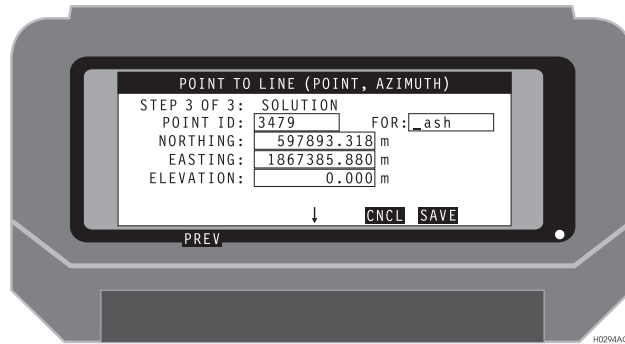 POINT TO LINE (POINT, AZIMUTH)
STEP 3 OF 3: SOLUTION
POINT ID: 3479 FOR: _ash
NORTHING: 597893.318 m
EASTING: 1867385.880 m
ELEVATION: 0.000 m
↓ CNCL SAVE
PREV
H0294AC